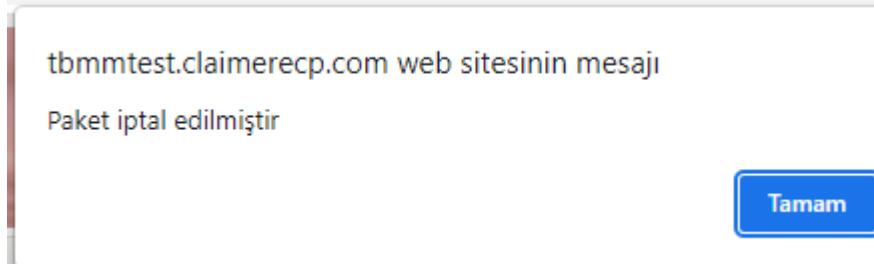 tbmmtest.claimerecp.com web sitesinin mesajı
Paket iptal edilmiştir
Tamam